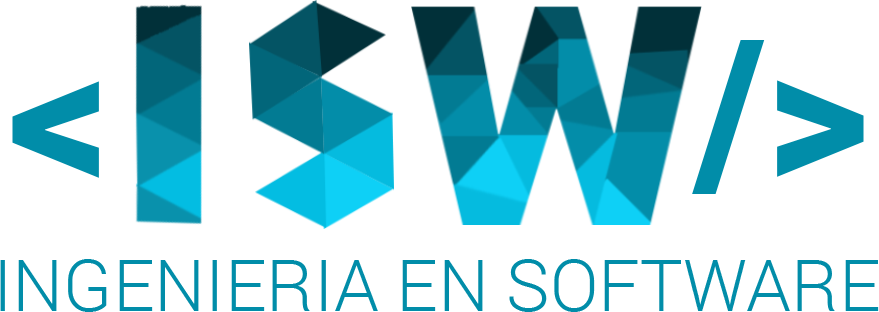 <ISW/>
INGENIERIA EN SOFTWARE